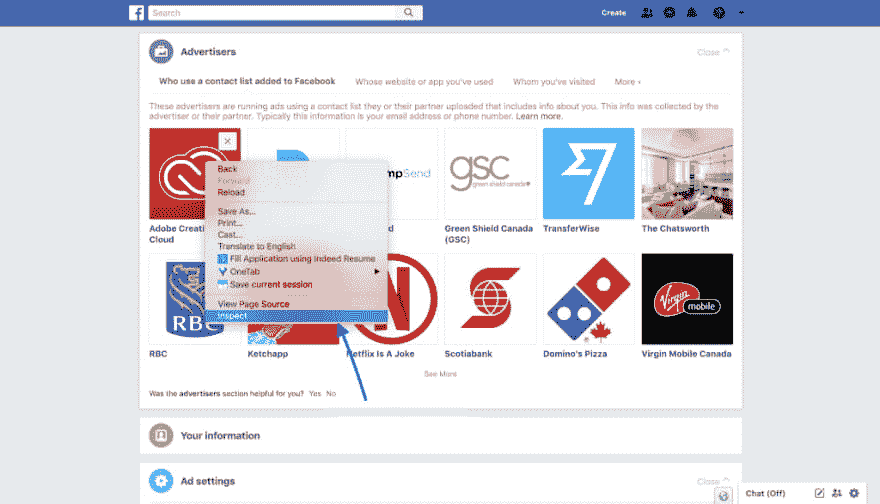 Search
Create
Advertisers
Close
Who use a contact list added to Facebook
Whose website or app you've used
Whom you've visited
More
These advertisers are running ads using a contact list they or their partner uploaded that includes info about you. This info was collected by the
advertiser or their partner. Typically this information is your email address or phone number. Learn more.
mpSend
gsc
green shield canada
Back
Forward
Reload
Save As...
Print...
Cast...
Translate to English
Fill Application using Indeed Resume
OneTab
Save current session
View Page Source
Inspect
Adobe Creati
Cloud
d
Green Shield Canada
(GSC)
TransferWise
The Chatsworth
RBC
N
Virgin
mobile
RBC
Ketchapp
Netflix Is A Joke
Scotiabank
Domino's Pizza
Virgin Mobile Canada
See More
Was the advertisers section helpful for you? Yes No
Your information
Ad settings
Close
Chat (Off)